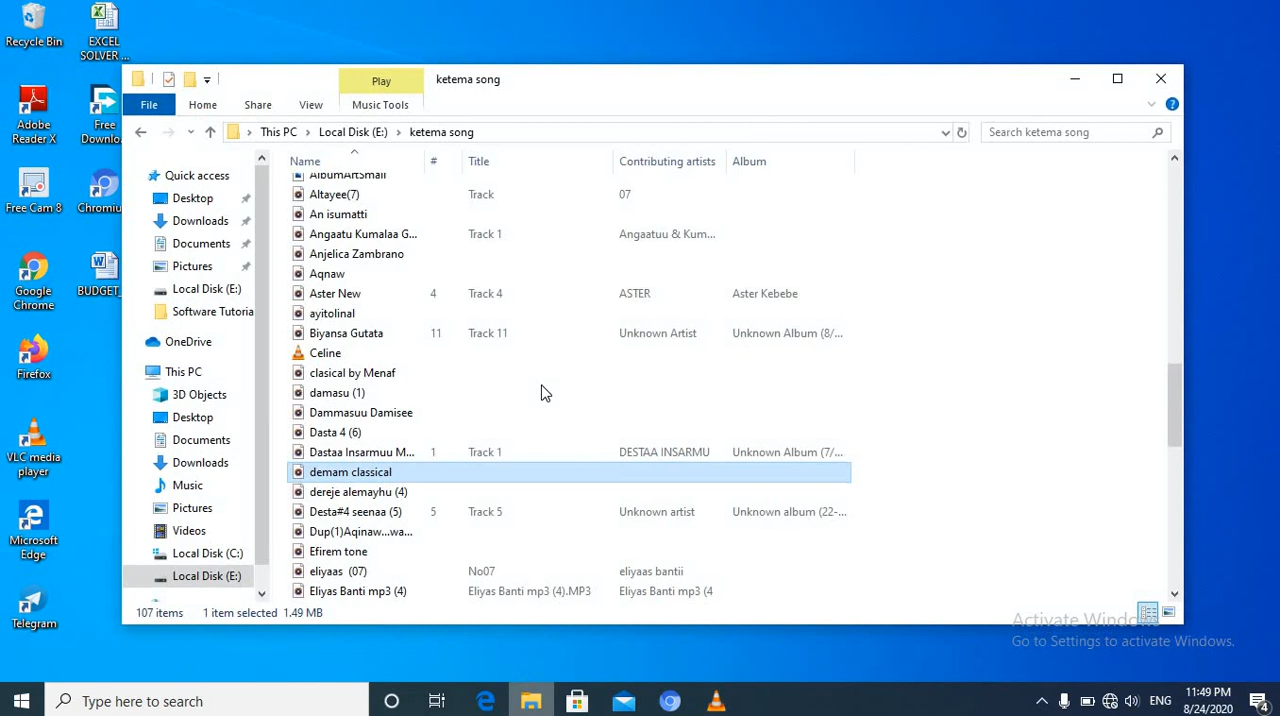 Recycle Bin
EXCEL
SOLVER ...
Adobe
Reader X
Free
Downlo...
Free Cam 8
Chromiu
Google
Chrome
BUDGET_
Firefox
VLC media
player
Microsoft
Edge
Telegram
Play
ketema song
File
Home
Share
View
Music Tools
This PC
Local Disk (E:)
ketema song
Search ketema song
Name
#
Title
Contributing artists
Album
Quick access
Desktop
Downloads
Documents
Pictures
Local Disk (E:)
Software Tutoria
OneDrive
This PC
3D Objects
Desktop
Documents
Downloads
Music
Pictures
Videos
Local Disk (C:)
Local Disk (E:)
AlbumArtSmall
Altayee(7) Track 07
An isumatti
Angaatu Kumalaa G... Track 1 Angaatuu & Kum...
Anjelica Zambrano
Aqnaw
Aster New 4 Track 4 ASTER Aster Kebebe
ayitolinal
Biyansa Gutata 11 Track 11 Unknown Artist Unknown Album (8/...
Celine
clasical by Menaf
damasu (1)
Dammasuu Damisee
Dasta 4 (6)
Dastaa Insarmuu M... 1 Track 1 DESTAA INSARMU Unknown Album (7/...
demam classical
dereje alemayhu (4)
Desta#4 seenaa (5) 5 Track 5 Unknown artist Unknown album (22-...
Dup(1)Aqinaw...wa...
Efirem tone
eliyaas (07) No07 eliyaas bantii
Eliyas Banti mp3 (4) Eliyas Banti mp3 (4).MP3 Eliyas Banti mp3 (4
107 items 1 item selected 1.49 MB
Activate Windows
Go to Settings to activate Windows.
Type here to search
ENG
11:49 PM
8/24/2020
4